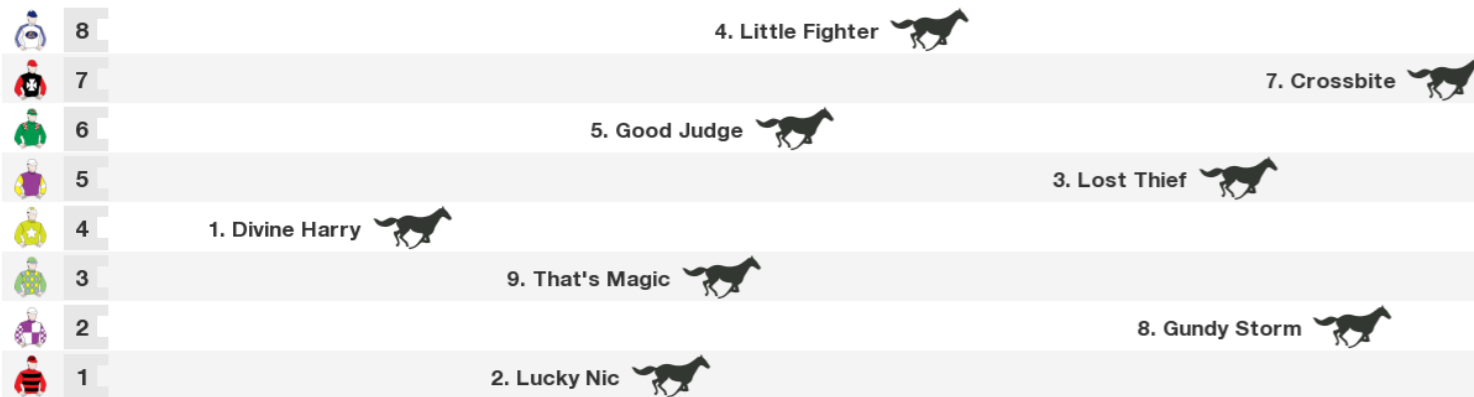 8 4. Little Fighter
7 7. Crossbite
6 5. Good Judge
5 3. Lost Thief
4 1. Divine Harry
3 9. That's Magic
2 8. Gundy Storm
1 2. Lucky Nic